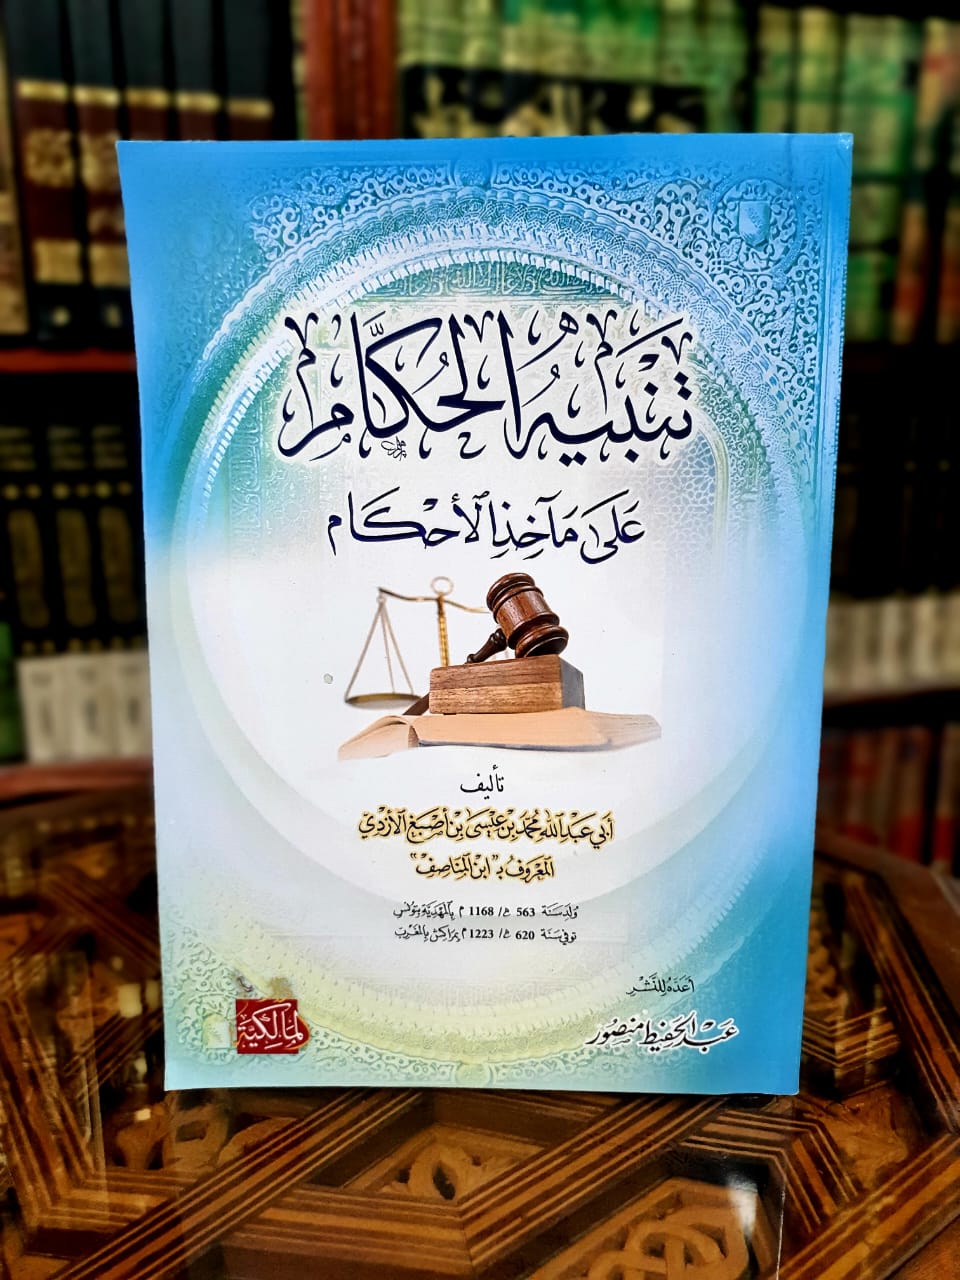 تنبيه الحكام
على مآخذ الأحكام
تأليف
أبي عبد الله محمد بن عيسى بن أصبغ الأزدي
المعروف بـ "ابن المناصف"
ولد سنة 563 هـ/ 1168 م بالمهدية بتونس
توفي سنة 620 هـ/ 1223 م بمراكش بالمغرب
أعده للنشر
عبد الحفيظ منصور
المالكية